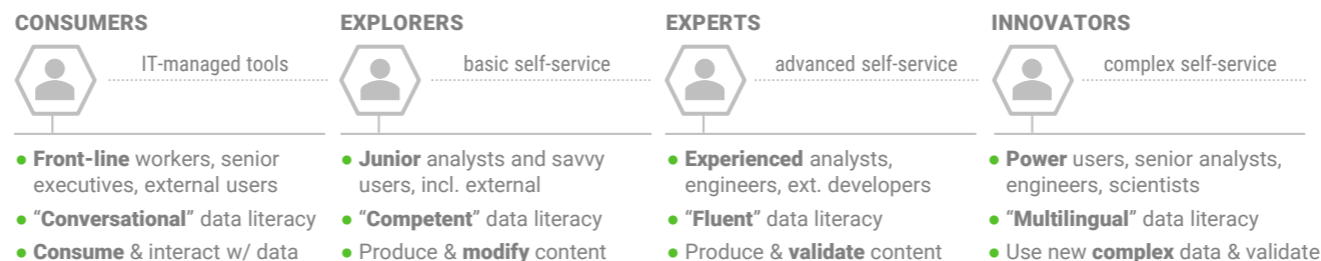 CONSUMERS
IT-managed tools
● Front-line workers, senior
executives, external users
● “Conversational” data literacy
● Consume & interact w/ data
EXPLORERS
basic self-service
● Junior analysts and savvy
users, incl. external
● “Competent” data literacy
● Produce & modify content
EXPERTS
advanced self-service
● Experienced analysts,
engineers, ext. developers
● “Fluent” data literacy
● Produce & validate content
INNOVATORS
complex self-service
● Power users, senior analysts,
engineers, scientists
● “Multilingual” data literacy
● Use new complex data & validate